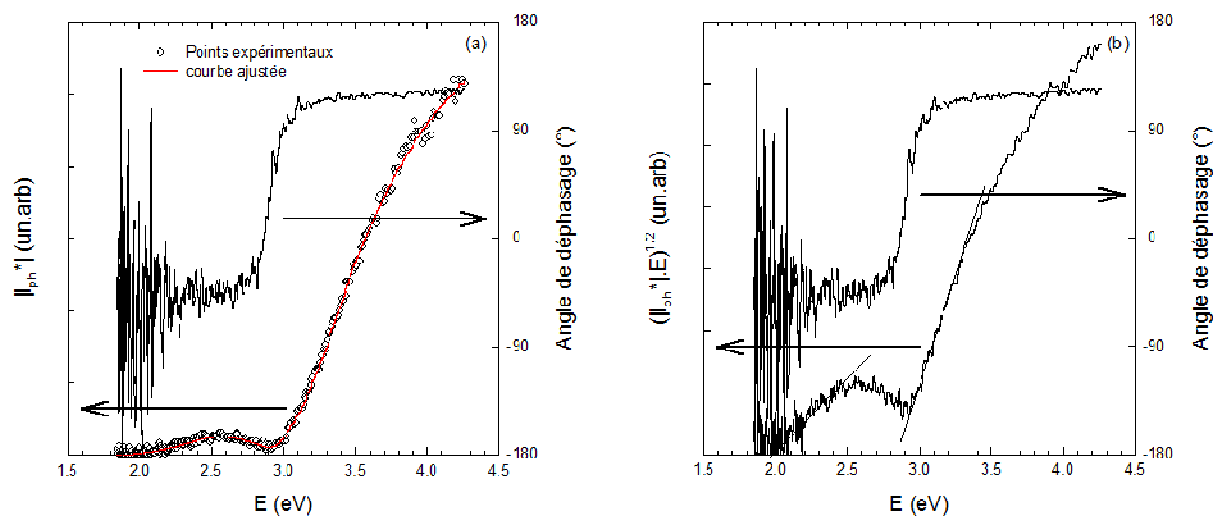 (a)
Points expérimentaux
courbe ajustée
|I ph *| (un.arb)
180
90
0
-90
-180
Angle de déphasage (°)
1.5 2.0 2.5 3.0 3.5 4.0 4.5
E (eV)
(b)
(|I ph *|.E)^1/2 (un.arb)
180
90
0
-90
-180
Angle de déphasage (°)
1.5 2.0 2.5 3.0 3.5 4.0 4.5
E (eV)